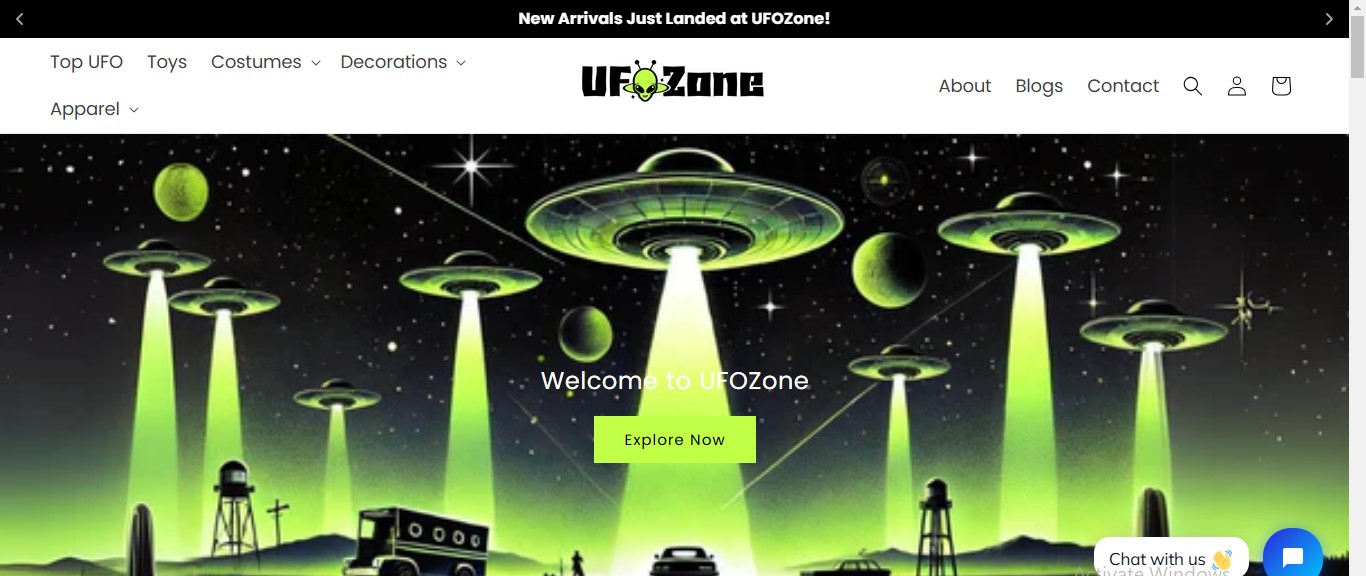 New Arrivals Just Landed at UFOZone!
Top UFO Toys Costumes Decorations
Apparel
UFOZone
About Blogs Contact
Welcome to UFOZone
Explore Now
Chat with us 👋
Activate Windows